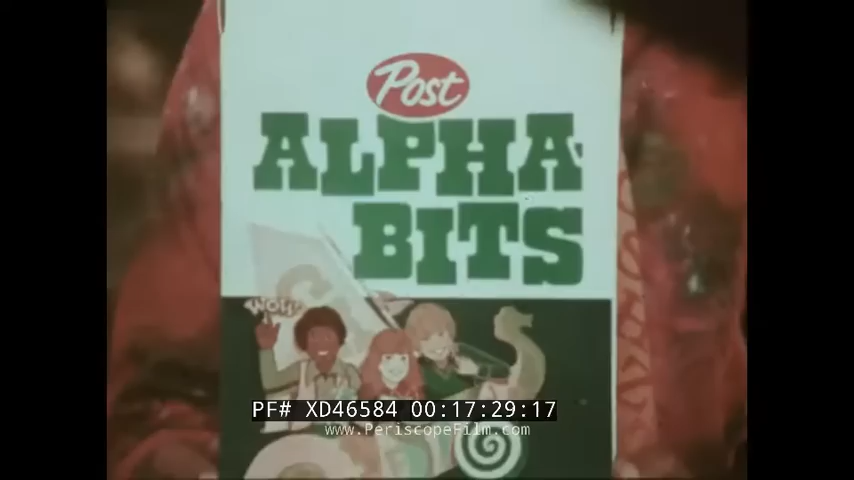 Post
ALPHA
BITS
WOW!
PF# XD46584 00:17:29:17
www.PeriscopeFilm.com